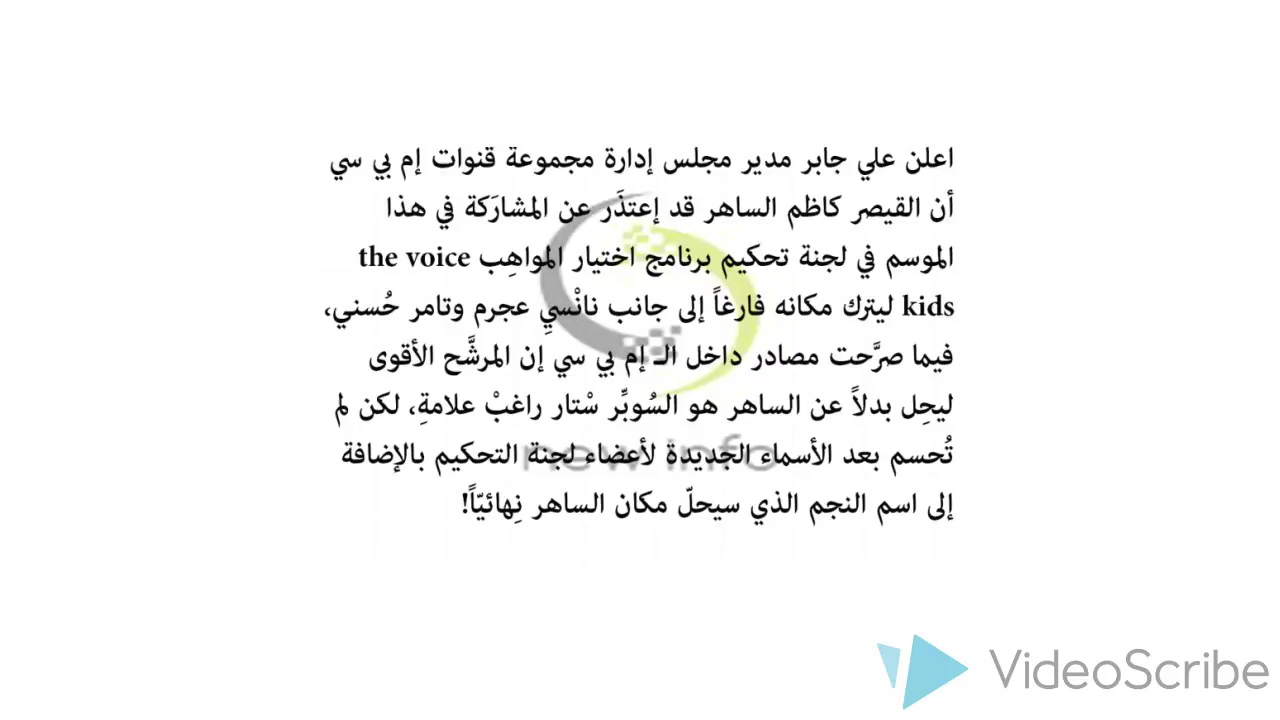 اعلن علي جابر مدير مجلس إدارة مجموعة قنوات إم بي سي
أن القيصر كاظم الساهر قد إعتذَر عن المشارَكة في هذا
الموسم في لجنة تحكيم برنامج اختيار المواهِب the voice
kids ليترك مكانه فارغاً إلى جانب نانْسيِ عجرم وتامر حُسني،
فيما صرَّحت مصادر داخل الـ إم بي سي إن المرشَّح الأقوى
ليحِل بدلاً عن الساهر هو السُوبِّر سْتار راغبْ علامةِ، لكن لم
تُحسم بعد الأسماء الجديدة لأعضاء لجنة التحكيم بالإضافة
إلى اسم النجم الذي سيحلّ مكان الساهر نِهائيّاً!
new info
VideoScribe